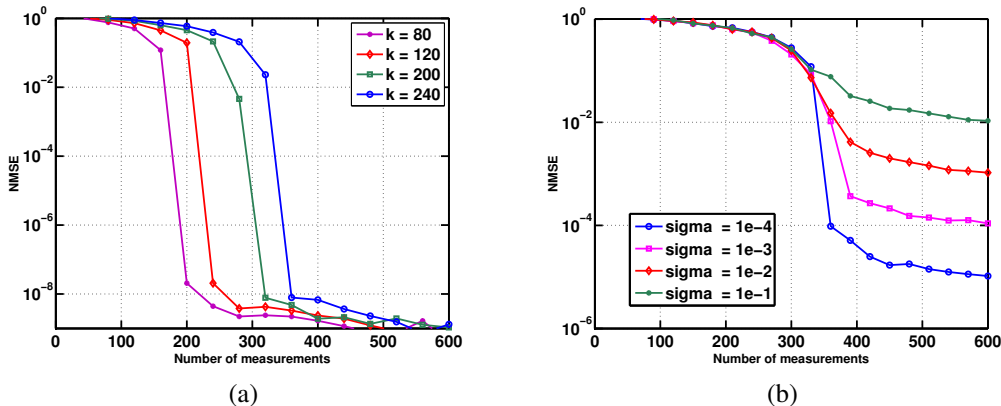 10^0
10^-2
10^-4
10^-6
10^-8
NMSE
0 100 200 300 400 500 600
Number of measurements
k = 80
k = 120
k = 200
k = 240
(a)
10^0
10^-2
10^-4
10^-6
NMSE
0 100 200 300 400 500 600
Number of measurements
sigma = 1e-4
sigma = 1e-3
sigma = 1e-2
sigma = 1e-1
(b)